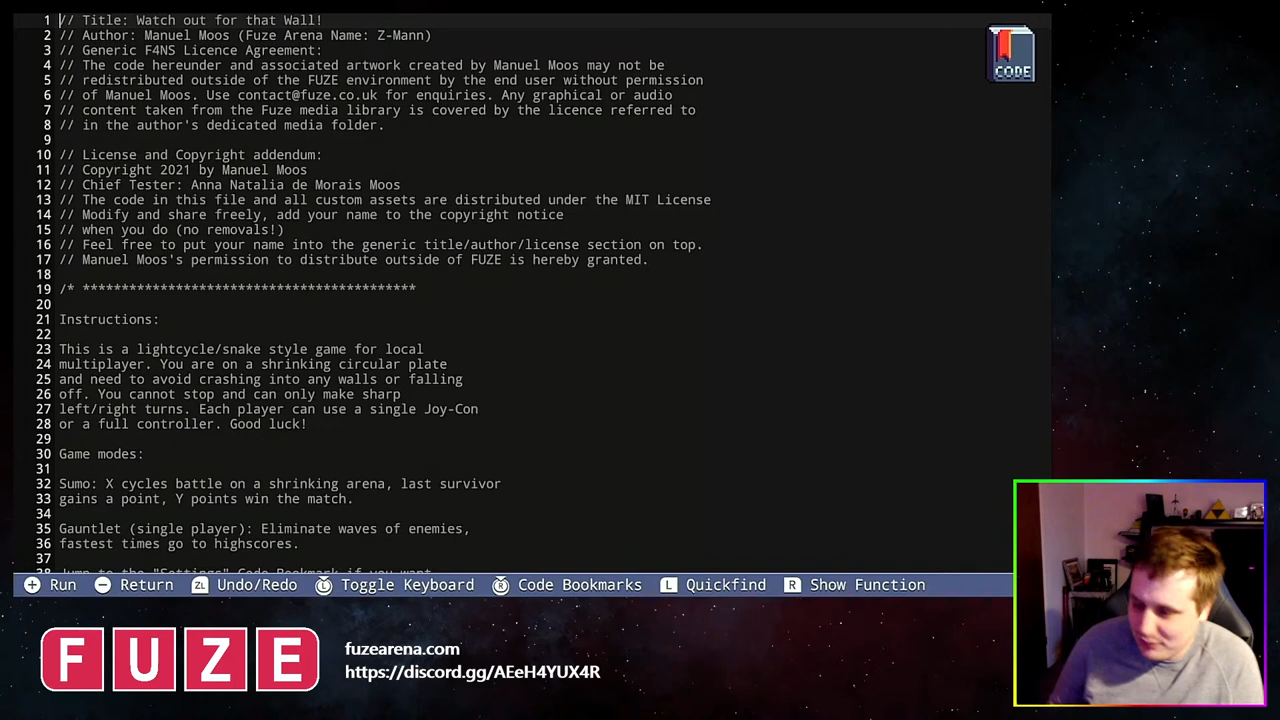 1 // Title: Watch out for that Wall!
2 // Author: Manuel Moos (Fuze Arena Name: Z-Mann)
3 // Generic F4NS Licence Agreement:
4 // The code hereunder and associated artwork created by Manuel Moos may not be
5 // redistributed outside of the FUZE environment by the end user without permission
6 // of Manuel Moos. Use contact@fuze.co.uk for enquiries. Any graphical or audio
7 // content taken from the Fuze media library is covered by the licence referred to
8 // in the author's dedicated media folder.
9
10 // License and Copyright addendum:
11 // Copyright 2021 by Manuel Moos
12 // Chief Tester: Anna Natalia de Morais Moos
13 // The code in this file and all custom assets are distributed under the MIT License
14 // Modify and share freely, add your name to the copyright notice
15 // when you do (no removals!)
16 // Feel free to put your name into the generic title/author/license section on top.
17 // Manuel Moos's permission to distribute outside of FUZE is hereby granted.
18
19 /* *******************************************
20
21 Instructions:
22
23 This is a lightcycle/snake style game for local
24 multiplayer. You are on a shrinking circular plate
25 and need to avoid crashing into any walls or falling
26 off. You cannot stop and can only make sharp
27 left/right turns. Each player can use a single Joy-Con
28 or a full controller. Good luck!
29
30 Game modes:
31
32 Sumo: X cycles battle on a shrinking arena, last survivor
33 gains a point, Y points win the match.
34
35 Gauntlet (single player): Eliminate waves of enemies,
36 fastest times go to highscores.
37
38 Jump to the "Settings" Code Bookmark if you want
CODE
+ Run - Return ZL Undo/Redo L Toggle Keyboard R Code Bookmarks L Quickfind R Show Function
FUZE
fuzearena.com
https://discord.gg/AEeH4YUX4R